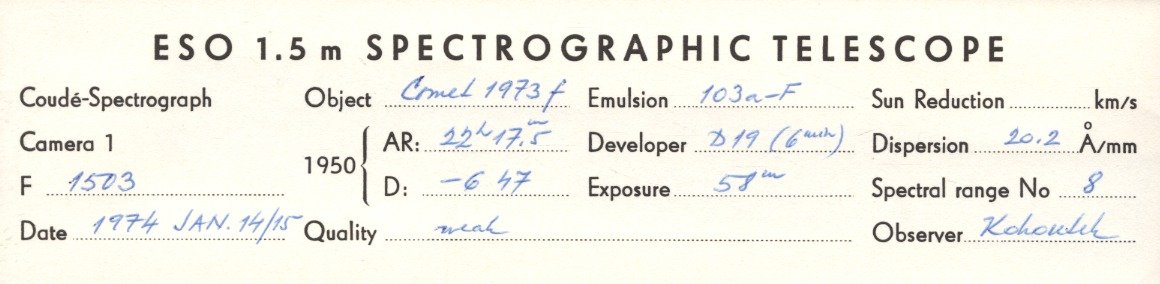 ESO 1.5 m SPECTROGRAPHIC TELESCOPE
Coudé-Spectrograph Object Comet 1973 f Emulsion 103a-F Sun Reduction km/s
Camera 1 1950 AR: 22h 17.m5 Developer D19 (6 min) Dispersion 20.2 Å/mm
F 1503 D: -6 47 Exposure 58m Spectral range No 8
Date 1974 JAN. 14/15 Quality weak Observer Kohoutek